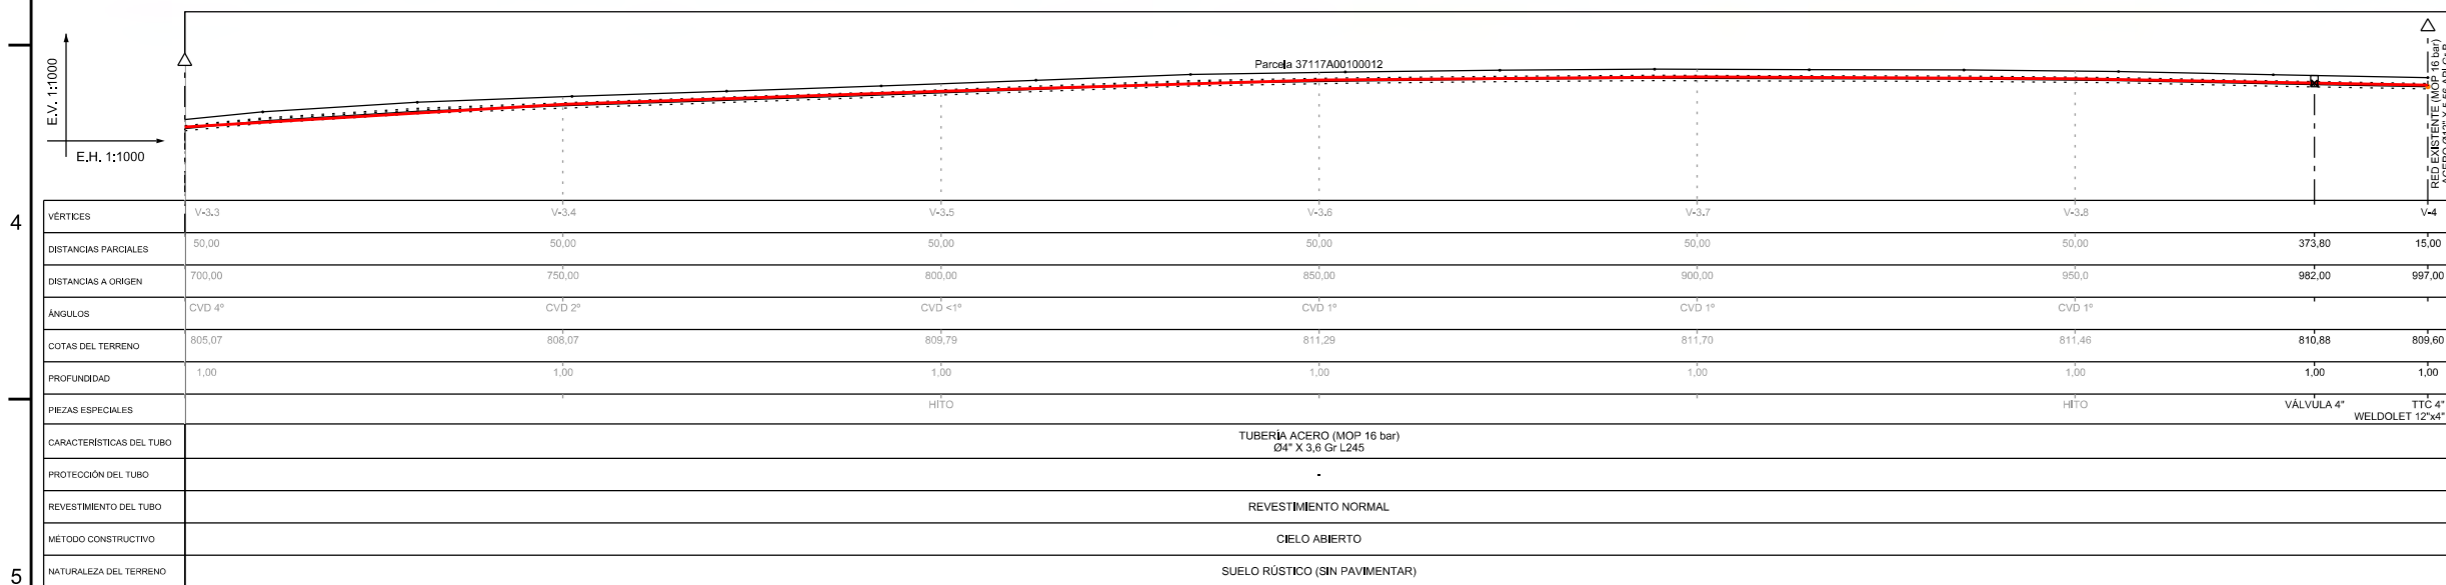 E.V. 1:1000
E.H. 1:1000
Parcela 37117A00100012
RED EXISTENTE (MOP 16 bar)
4
VÉRTICES V-3.3 V-3.4 V-3.5 V-3.6 V-3.7 V-3.8 V-4
DISTANCIAS PARCIALES 50,00 50,00 50,00 50,00 50,00 50,00 373,80 15,00
DISTANCIAS A ORIGEN 700,00 750,00 800,00 850,00 900,00 950,0 982,00 997,00
ÁNGULOS CVD 4º CVD 2º CVD <1º CVD 1º CVD 1º CVD 1º
COTAS DEL TERRENO 805,07 808,07 809,79 811,29 811,70 811,46 810,88 809,60
PROFUNDIDAD 1,00 1,00 1,00 1,00 1,00 1,00 1,00 1,00
PIEZAS ESPECIALES HITO HITO VÁLVULA 4" TTC 4"
WELDOLET 12"x4"
CARACTERÍSTICAS DEL TUBO TUBERÍA ACERO (MOP 16 bar)
Ø4" X 3,6 Gr L245
PROTECCIÓN DEL TUBO -
REVESTIMIENTO DEL TUBO REVESTIMIENTO NORMAL
MÉTODO CONSTRUCTIVO CIELO ABIERTO
5
NATURALEZA DEL TERRENO SUELO RÚSTICO (SIN PAVIMENTAR)